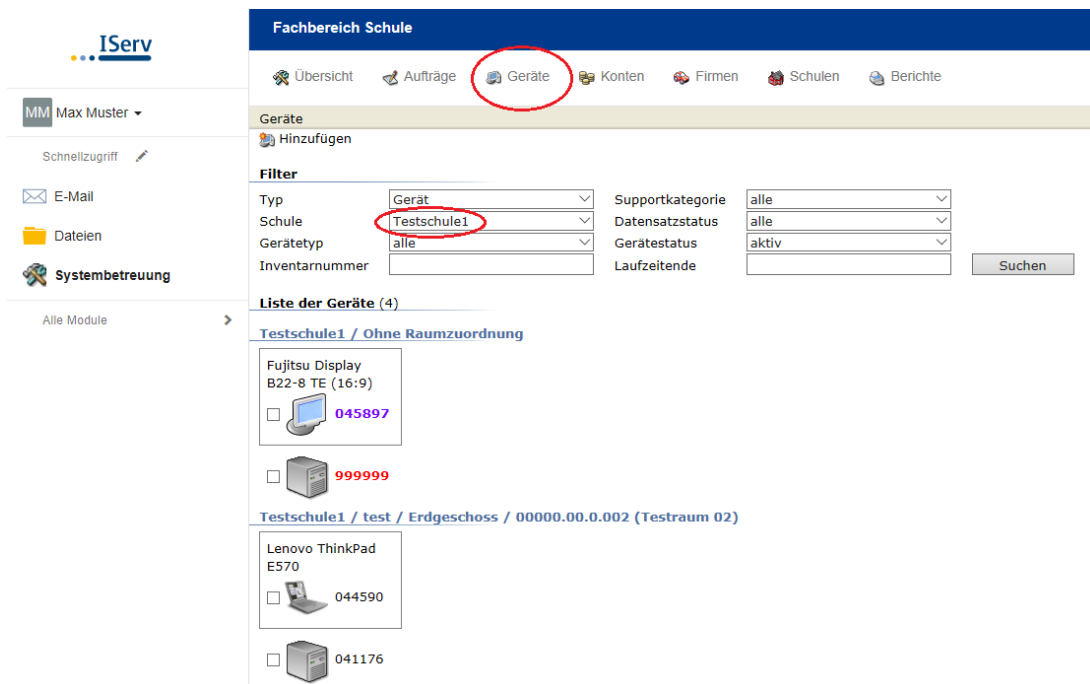 IServ
MM Max Muster
Schnellzugriff
E-Mail
Dateien
Systembetreuung
Alle Module
Fachbereich Schule
Übersicht Aufträge Geräte Konten Firmen Schulen Berichte
Geräte
Hinzufügen
Filter
Typ Gerät Supportkategorie alle
Schule Testschule1 Datensatzstatus alle
Gerätetyp alle Gerätestatus aktiv
Inventarnummer Laufzeitende Suchen
Liste der Geräte (4)
Testschule1 / Ohne Raumzuordnung
Fujitsu Display
B22-8 TE (16:9)
045897
999999
Testschule1 / test / Erdgeschoss / 00000.00.0.002 (Testraum 02)
Lenovo ThinkPad
E570
044590
041176